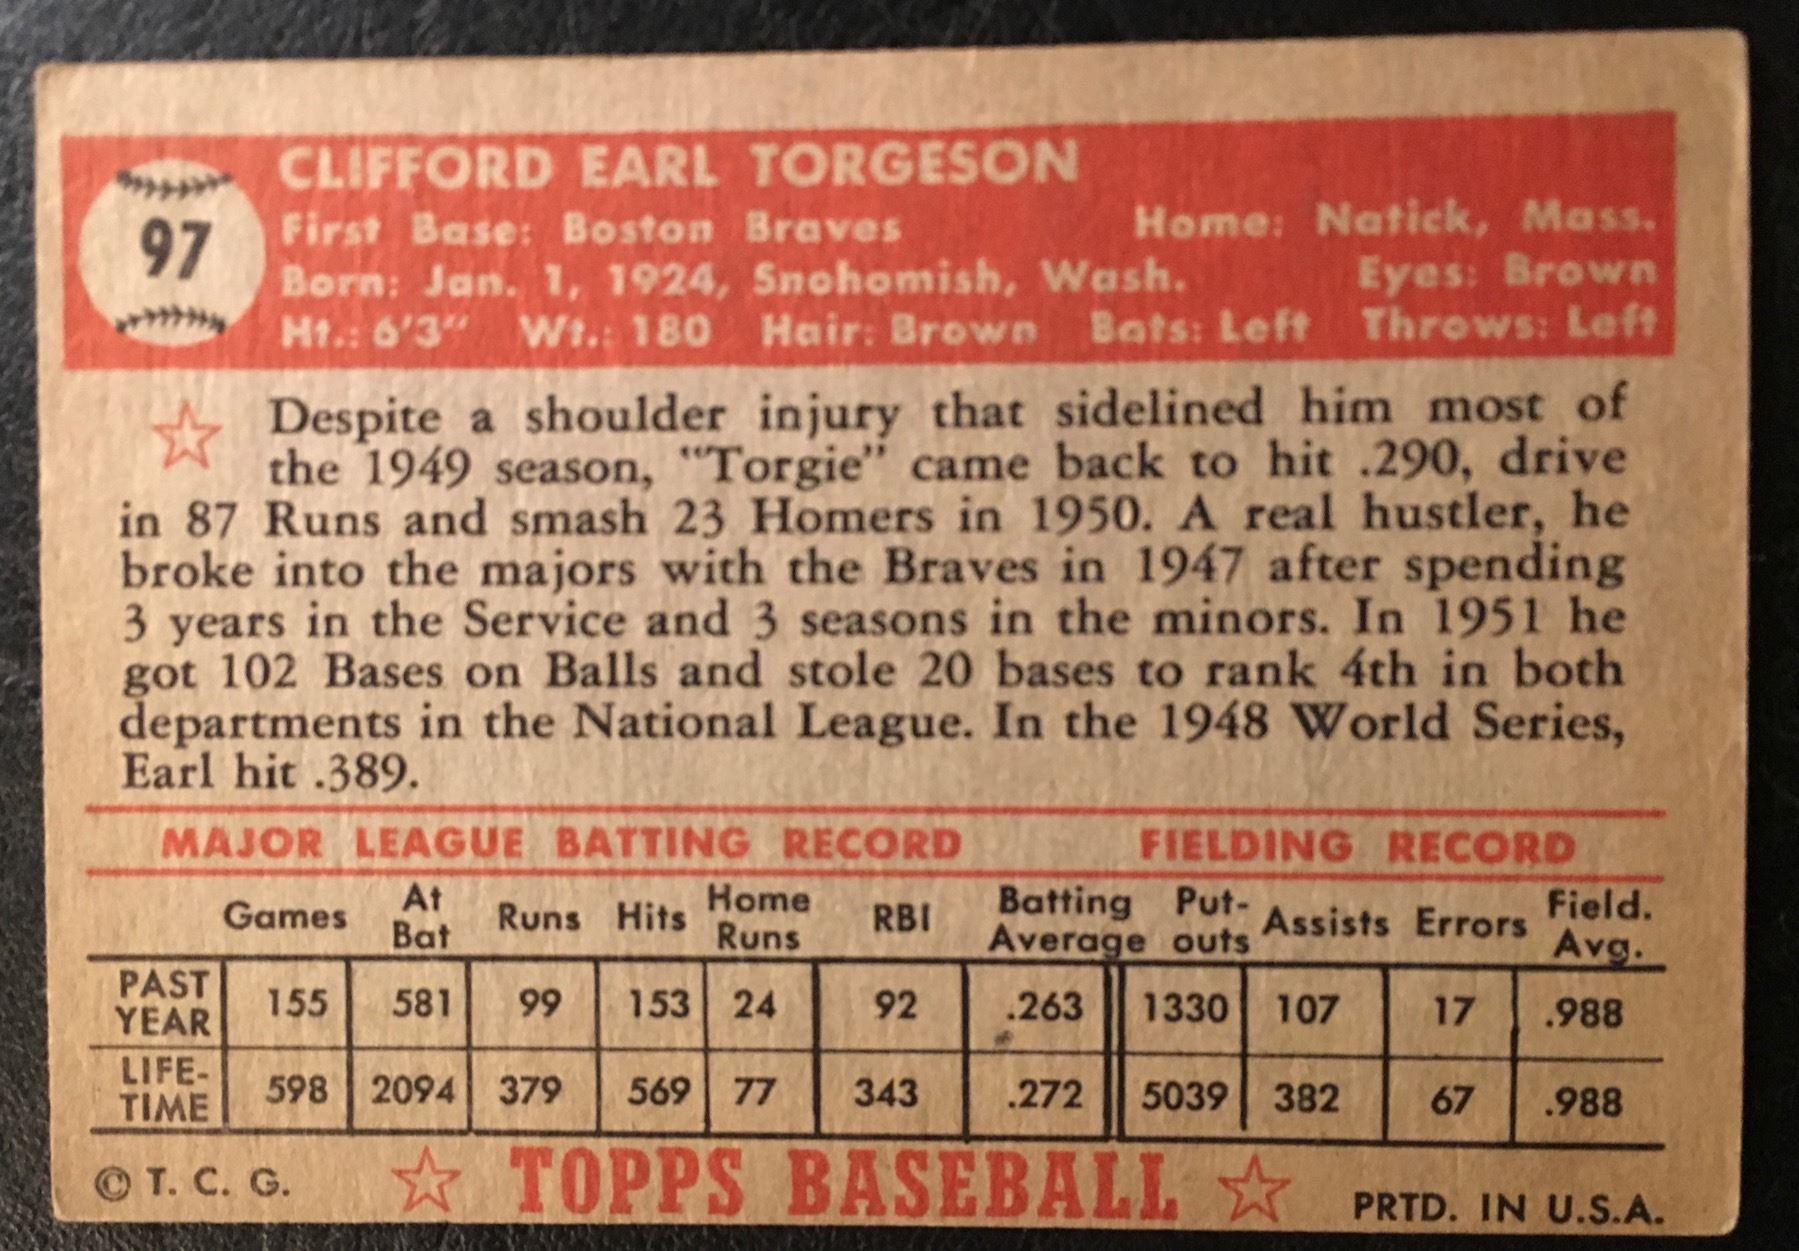 97
CLIFFORD EARL TORGESON
First Base: Boston Braves Home: Natick, Mass.
Born: Jan. 1, 1924, Snohomish, Wash. Eyes: Brown
Ht.: 6'3" Wt.: 180 Hair: Brown Bats: Left Throws: Left
Despite a shoulder injury that sidelined him most of
the 1949 season, "Torgie" came back to hit .290, drive
in 87 Runs and smash 23 Homers in 1950. A real hustler, he
broke into the majors with the Braves in 1947 after spending
3 years in the Service and 3 seasons in the minors. In 1951 he
got 102 Bases on Balls and stole 20 bases to rank 4th in both
departments in the National League. In the 1948 World Series,
Earl hit .389.
MAJOR LEAGUE BATTING RECORD FIELDING RECORD
Games At Bat Runs Hits Home Runs RBI Batting Average Put-outs Assists Errors Field. Avg.
PAST YEAR 155 581 99 153 24 92 .263 1330 107 17 .988
LIFE-TIME 598 2094 379 569 77 343 .272 5039 382 67 .988
© T. C. G. TOPPS BASEBALL PRTD. IN U.S.A.